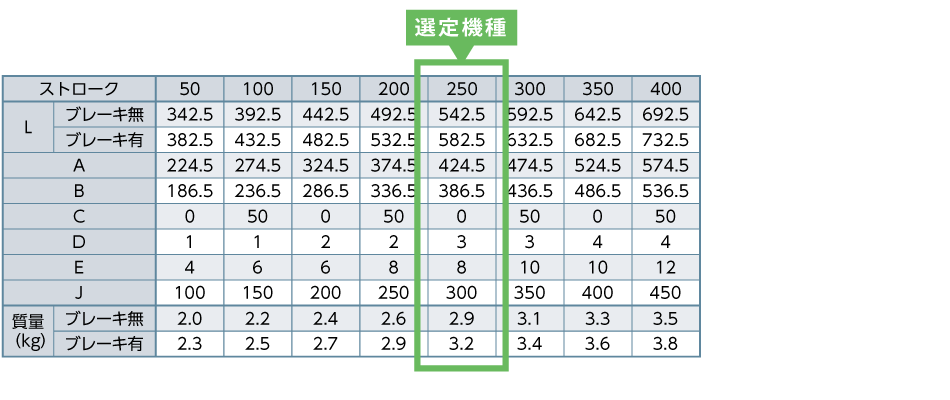 選定機種
ストローク 50 100 150 200 250 300 350 400
L ブレーキ無 342.5 392.5 442.5 492.5 542.5 592.5 642.5 692.5
ブレーキ有 382.5 432.5 482.5 532.5 582.5 632.5 682.5 732.5
A 224.5 274.5 324.5 374.5 424.5 474.5 524.5 574.5
B 186.5 236.5 286.5 336.5 386.5 436.5 486.5 536.5
C 0 50 0 50 0 50 0 50
D 1 1 2 2 3 3 4 4
E 4 6 6 8 8 10 10 12
J 100 150 200 250 300 350 400 450
質量(kg) ブレーキ無 2.0 2.2 2.4 2.6 2.9 3.1 3.3 3.5
ブレーキ有 2.3 2.5 2.7 2.9 3.2 3.4 3.6 3.8